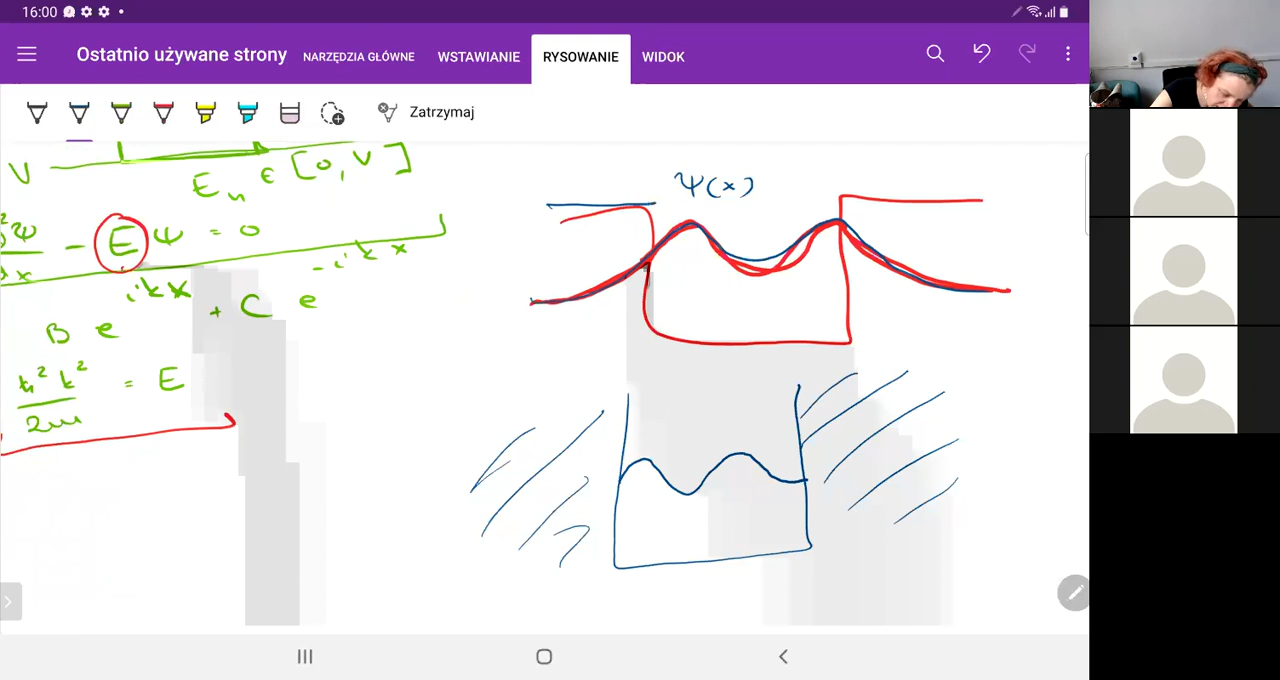 16:00
Ostatnio używane strony NARZĘDZIA GŁÓWNE WSTAWIANIE RYSOWANIE WIDOK
Zatrzymaj
V
Eₙ ∈ [0, V]
- E Ψ = 0
B e^{ikx} + C e^{-ikx}
ħ²k²/2m = E
Ψ(x)